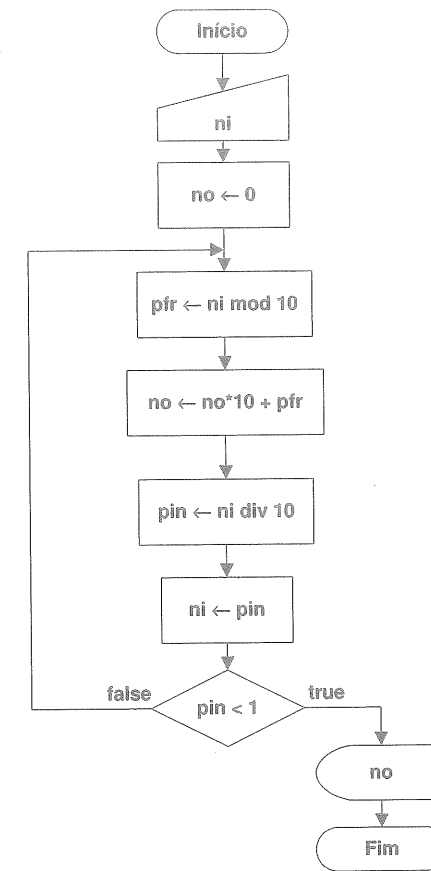 Início
ni
no ← 0
pfr ← ni mod 10
no ← no*10 + pfr
pin ← ni div 10
ni ← pin
false
true
pin < 1
no
Fim